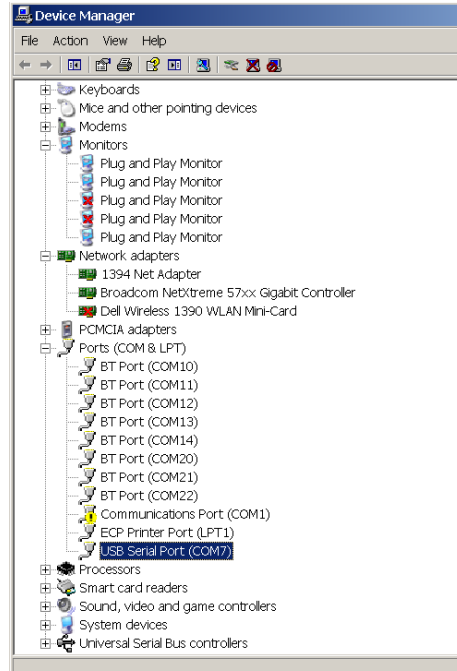 Device Manager
File Action View Help
Keyboards
Mice and other pointing devices
Modems
Monitors
Plug and Play Monitor
Plug and Play Monitor
Plug and Play Monitor
Plug and Play Monitor
Plug and Play Monitor
Network adapters
1394 Net Adapter
Broadcom NetXtreme 57xx Gigabit Controller
Dell Wireless 1390 WLAN Mini-Card
PCMCIA adapters
Ports (COM & LPT)
BT Port (COM10)
BT Port (COM11)
BT Port (COM12)
BT Port (COM13)
BT Port (COM14)
BT Port (COM20)
BT Port (COM21)
BT Port (COM22)
Communications Port (COM1)
ECP Printer Port (LPT1)
USB Serial Port (COM7)
Processors
Smart card readers
Sound, video and game controllers
System devices
Universal Serial Bus controllers